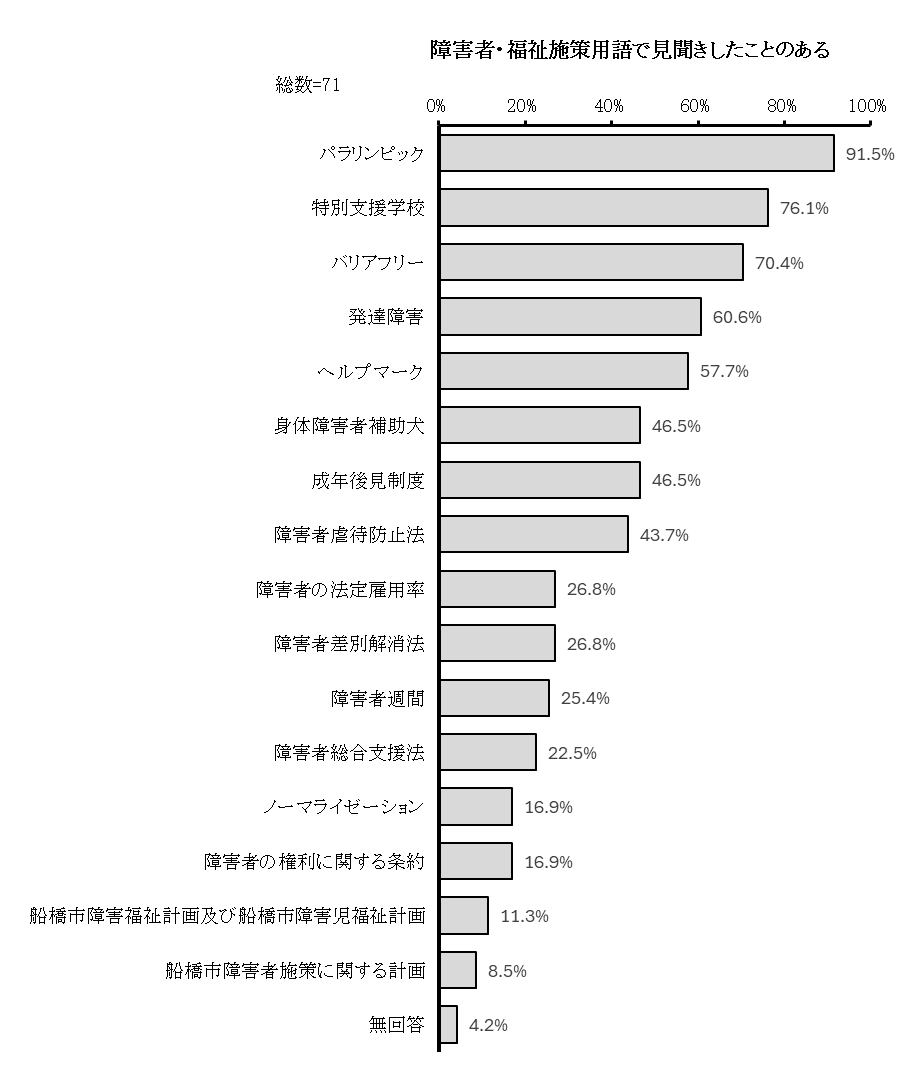 障害者・福祉施策用語で見聞きしたことのある
総数=71
0% 20% 40% 60% 80% 100%
パラリンピック 91.5%
特別支援学校 76.1%
バリアフリー 70.4%
発達障害 60.6%
ヘルプマーク 57.7%
身体障害者補助犬 46.5%
成年後見制度 46.5%
障害者虐待防止法 43.7%
障害者の法定雇用率 26.8%
障害者差別解消法 26.8%
障害者週間 25.4%
障害者総合支援法 22.5%
ノーマライゼーション 16.9%
障害者の権利に関する条約 16.9%
船橋市障害福祉計画及び船橋市障害児福祉計画 11.3%
船橋市障害者施策に関する計画 8.5%
無回答 4.2%